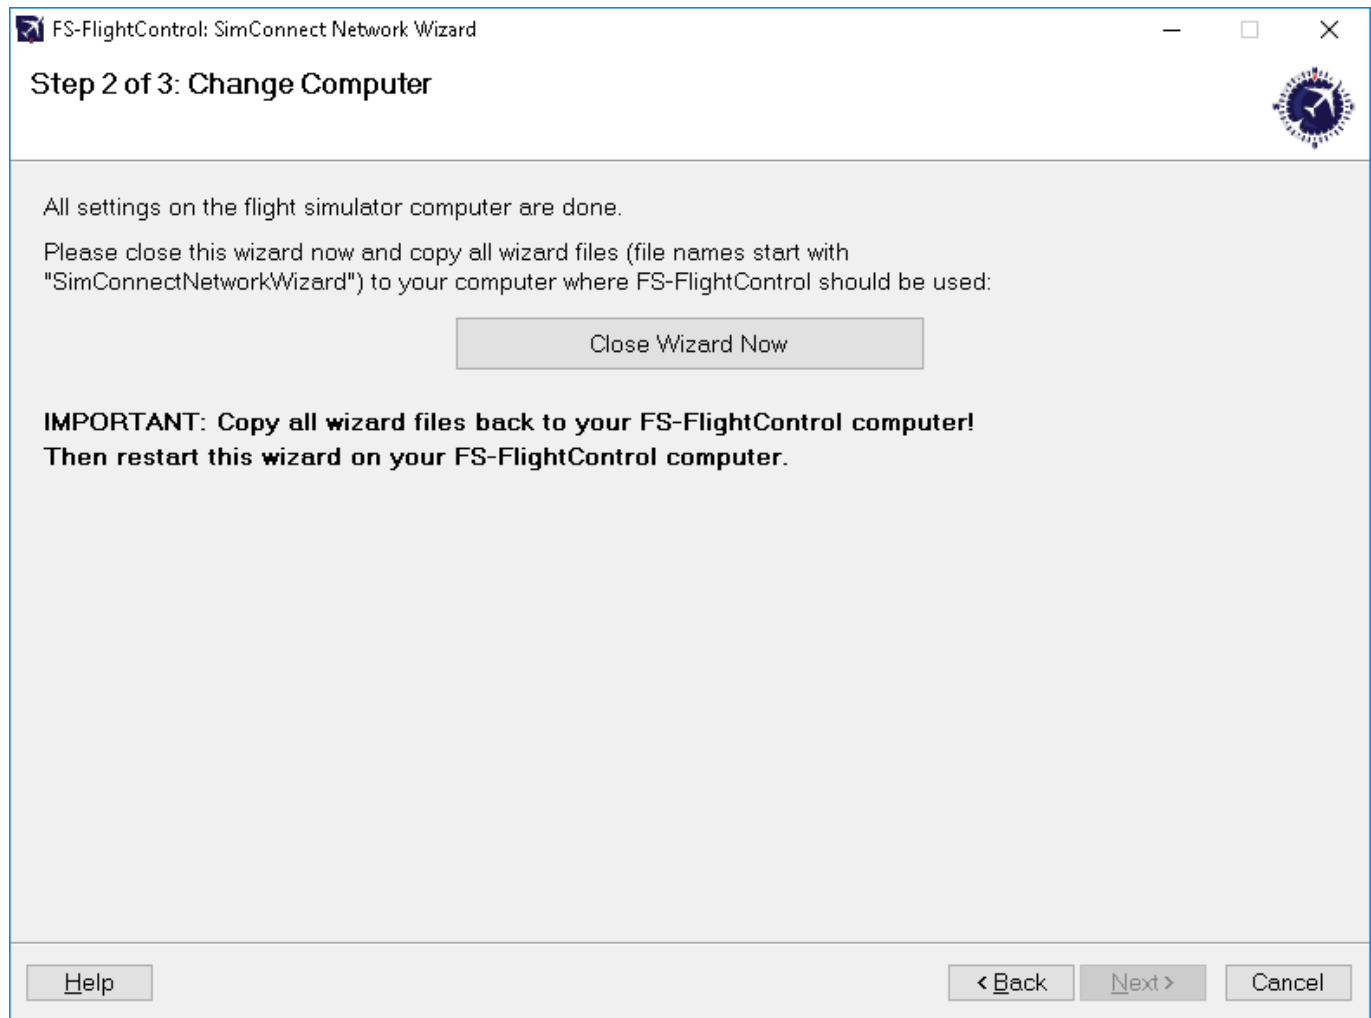 FS-FlightControl: SimConnect Network Wizard
Step 2 of 3: Change Computer
All settings on the flight simulator computer are done.
Please close this wizard now and copy all wizard files (file names start with
"SimConnectNetworkWizard") to your computer where FS-FlightControl should be used:
Close Wizard Now
IMPORTANT: Copy all wizard files back to your FS-FlightControl computer!
Then restart this wizard on your FS-FlightControl computer.
Help
< Back
Next >
Cancel